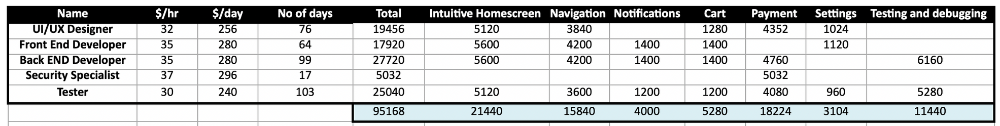 Name $/hr $/day No of days Total Intuitive Homescreen Navigation Notifications Cart Payment Settings Testing and debugging
UI/UX Designer 32 256 76 19456 5120 3840 1280 4352 1024
Front End Developer 35 280 64 17920 5600 4200 1400 1400 1120
Back END Developer 35 280 99 27720 5600 4200 1400 1400 4760 6160
Security Specialist 37 296 17 5032 5032
Tester 30 240 103 25040 5120 3600 1200 1200 4080 960 5280
95168 21440 15840 4000 5280 18224 3104 11440